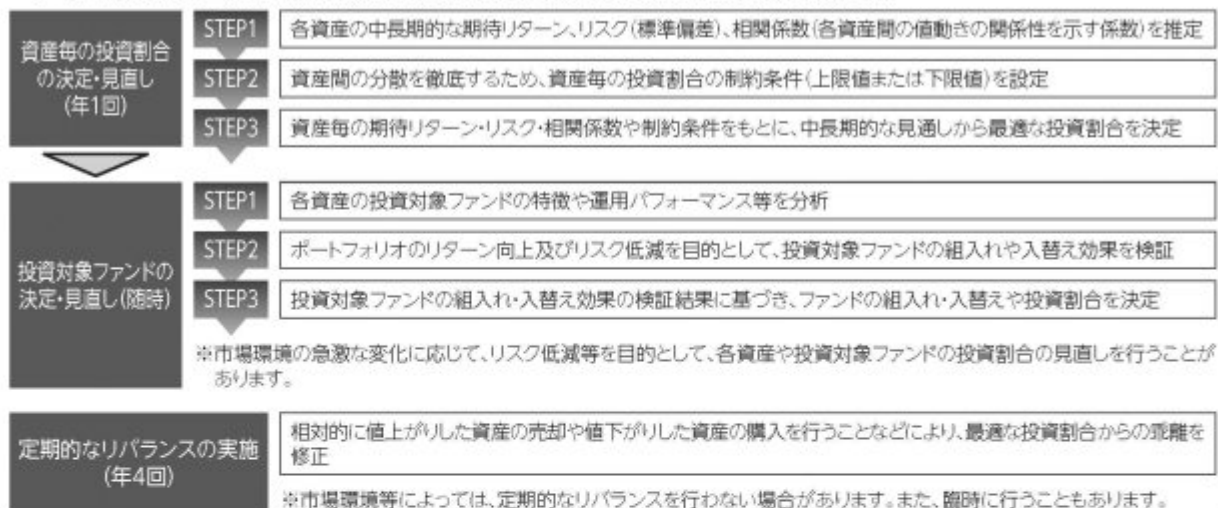 資産毎の投資割合
の決定・見直し
(年1回)
STEP1
各資産の中長期的な期待リターン、リスク(標準偏差)、相関係数(各資産間の値動きの関係性を示す係数)を推定
STEP2
資産間の分散を徹底するため、資産毎の投資割合の制約条件(上限値または下限値)を設定
STEP3
資産毎の期待リターン・リスク・相関係数や制約条件をもとに、中長期的な見通しから最適な投資割合を決定
投資対象ファンドの
決定・見直し(随時)
STEP1
各資産の投資対象ファンドの特徴や運用パフォーマンス等を分析
STEP2
ポートフォリオのリターン向上及びリスク低減を目的として、投資対象ファンドの組入れや入替え効果を検証
STEP3
投資対象ファンドの組入れ・入替え効果の検証結果に基づき、ファンドの組入れ・入替えや投資割合を決定
※市場環境の急激な変化に応じて、リスク低減等を目的として、各資産や投資対象ファンドの投資割合の見直しを行うことが
あります。
定期的なリバランスの実施
(年4回)
相対的に値上がりした資産の売却や値下がりした資産の購入を行うことなどにより、最適な投資割合からの乖離を
修正
※市場環境等によっては、定期的なリバランスを行わない場合があります。また、臨時に行うこともあります。